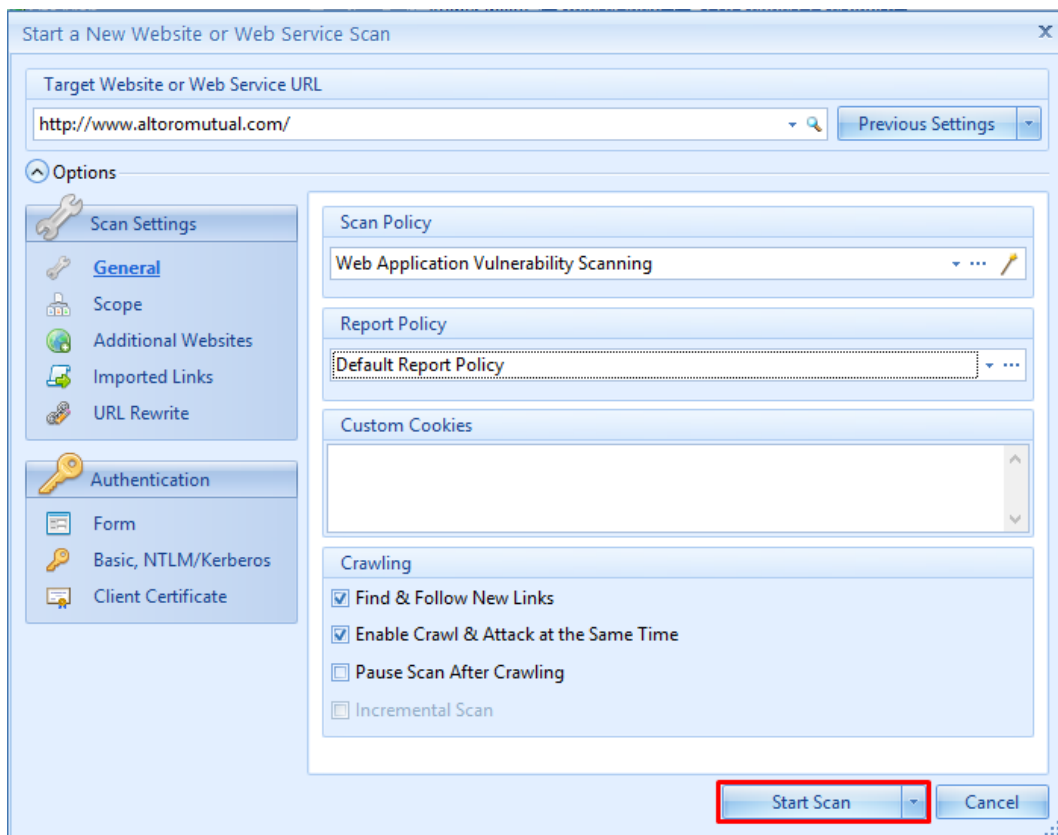 Start a New Website or Web Service Scan
Target Website or Web Service URL
http://www.altoromutual.com/
Previous Settings
Options
Scan Settings
General
Scope
Additional Websites
Imported Links
URL Rewrite
Authentication
Form
Basic, NTLM/Kerberos
Client Certificate
Scan Policy
Web Application Vulnerability Scanning
Report Policy
Default Report Policy
Custom Cookies
Crawling
Find & Follow New Links
Enable Crawl & Attack at the Same Time
Pause Scan After Crawling
Incremental Scan
Start Scan
Cancel